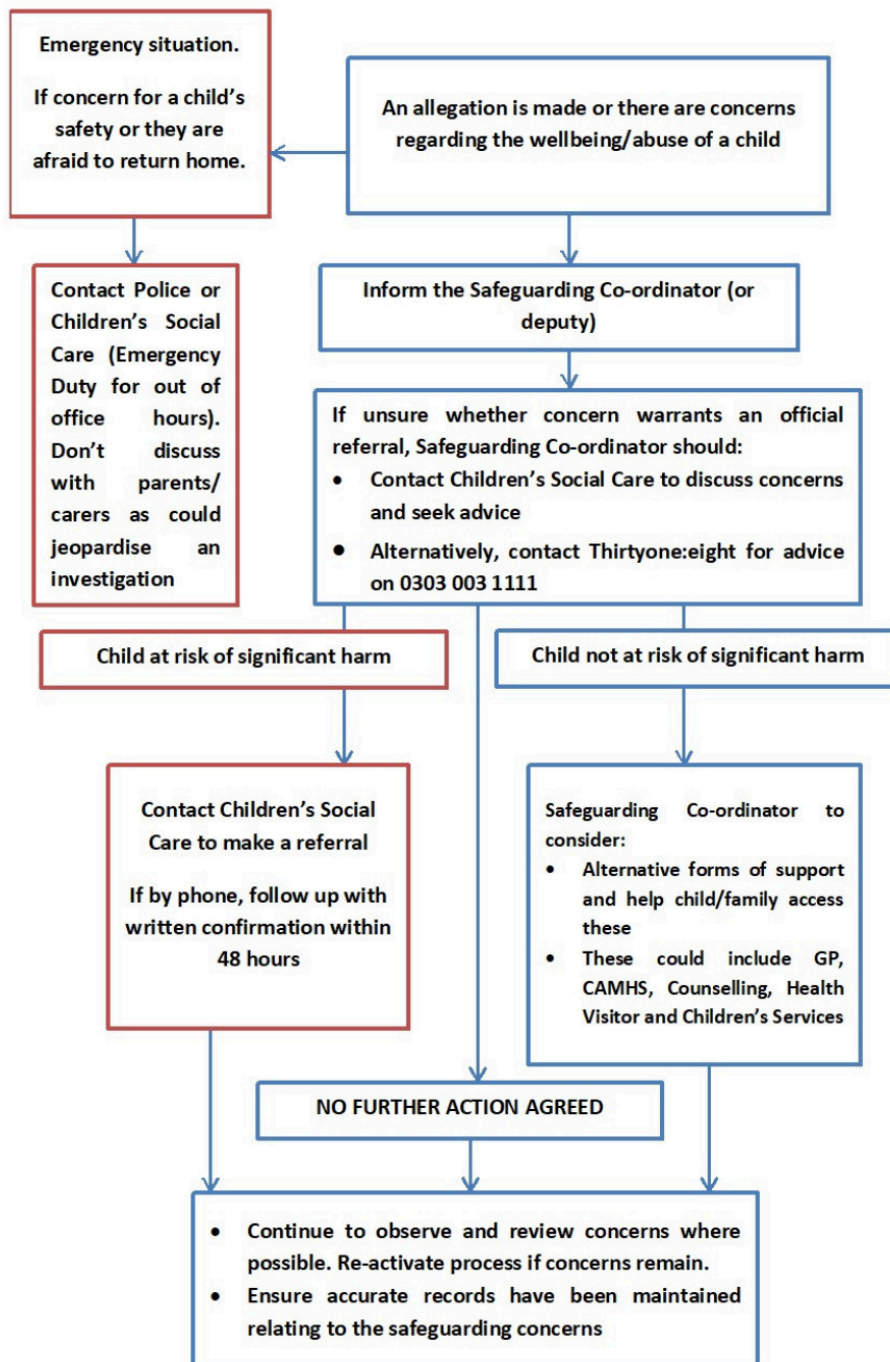 Emergency situation.
If concern for a child’s
safety or they are
afraid to return home.
An allegation is made or there are concerns
regarding the wellbeing/abuse of a child
Contact Police or
Children’s Social
Care (Emergency
Duty for out of
office hours).
Don’t discuss
with parents/
carers as could
jeopardise an
investigation
Inform the Safeguarding Co-ordinator (or
deputy)
If unsure whether concern warrants an official
referral, Safeguarding Co-ordinator should:
• Contact Children’s Social Care to discuss concerns
and seek advice
• Alternatively, contact Thirtyone:eight for advice
on 0303 003 1111
Child at risk of significant harm
Child not at risk of significant harm
Contact Children’s Social
Care to make a referral
If by phone, follow up with
written confirmation within
48 hours
Safeguarding Co-ordinator to
consider:
• Alternative forms of support
and help child/family access
these
• These could include GP,
CAMHS, Counselling, Health
Visitor and Children’s Services
NO FURTHER ACTION AGREED
• Continue to observe and review concerns where
possible. Re-activate process if concerns remain.
• Ensure accurate records have been maintained
relating to the safeguarding concerns